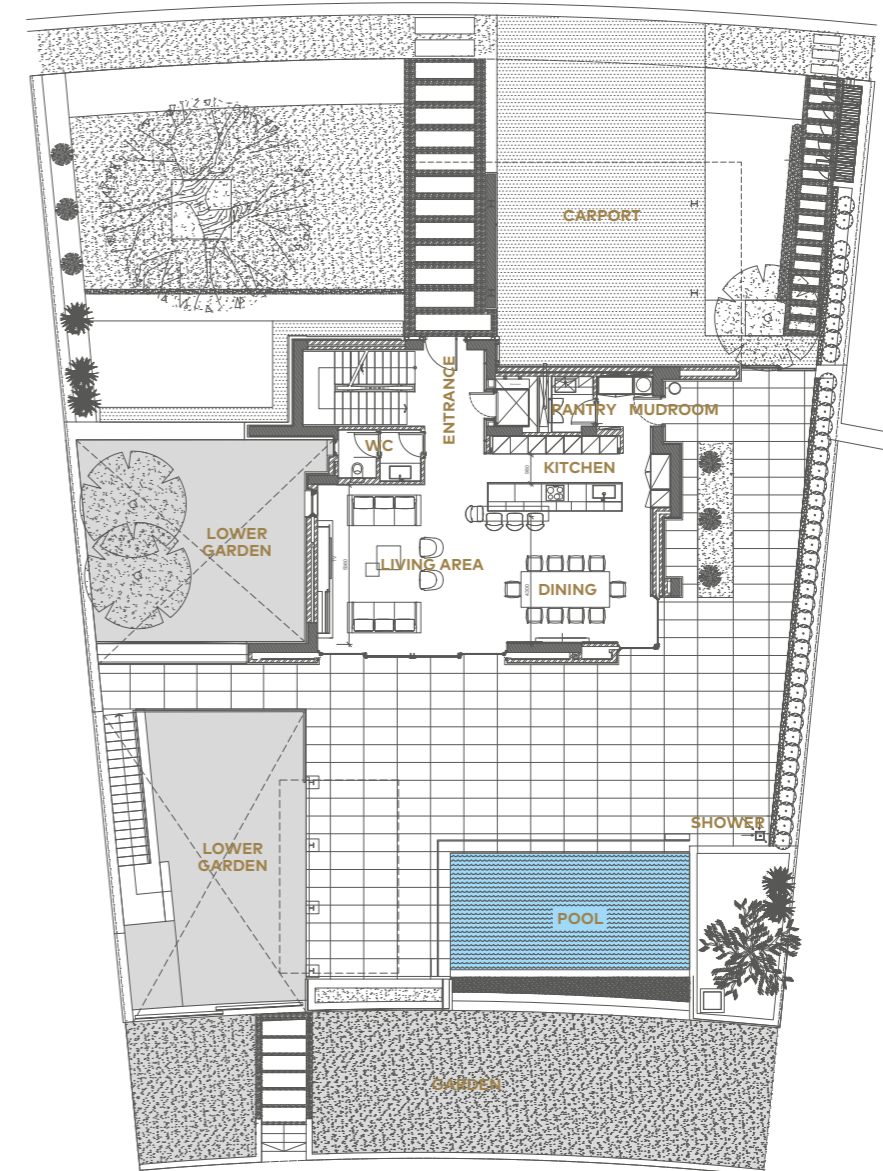 CARPORT
ENTRANCE
PANTRY MUDROOM
WC
KITCHEN
LOWER
GARDEN
LIVING AREA
DINING
SHOWER
LOWER
GARDEN
POOL
GARDEN